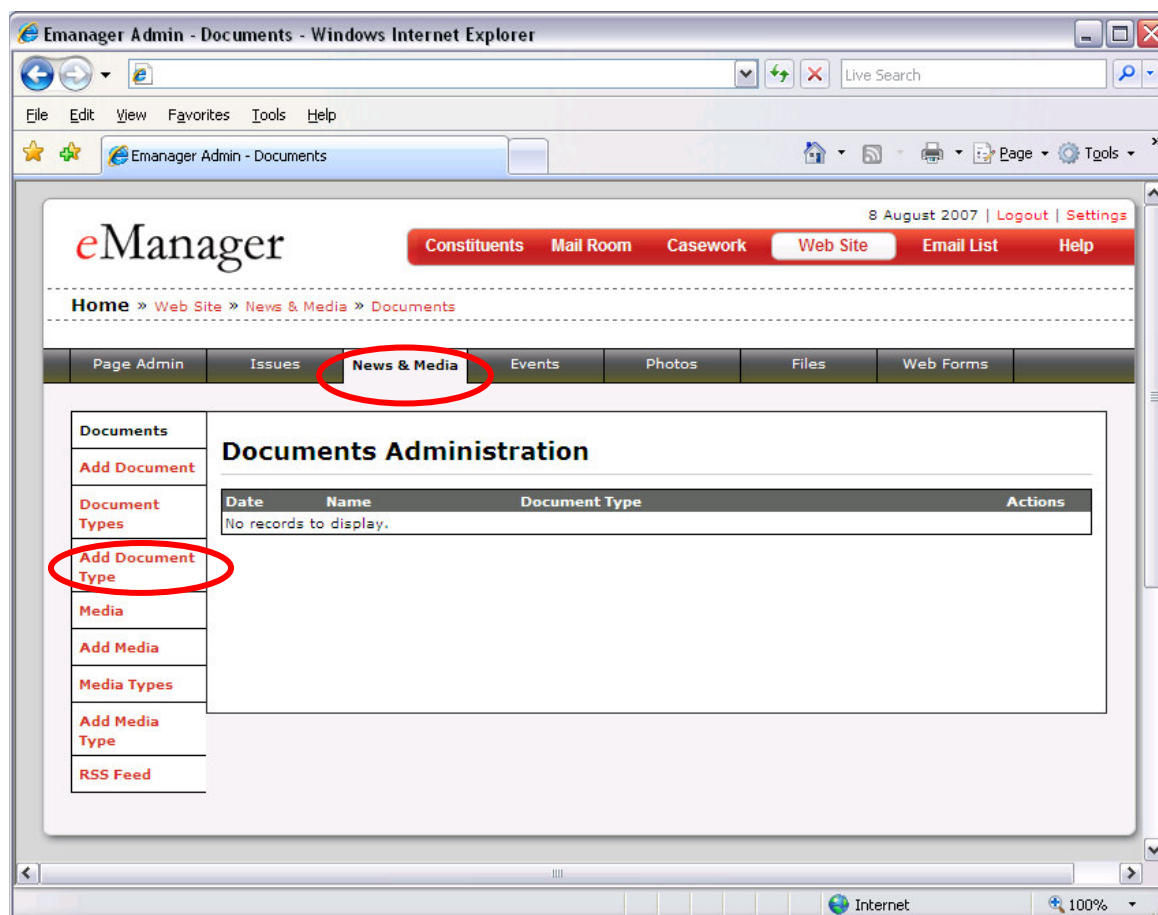 Emanager Admin - Documents - Windows Internet Explorer
Live Search
File Edit View Favorites Tools Help
Emanager Admin - Documents
Page Tools
8 August 2007 | Logout | Settings
eManager
Constituents Mail Room Casework Web Site Email List Help
Home » Web Site » News & Media » Documents
Page Admin Issues News & Media Events Photos Files Web Forms
Documents
Add Document
Document
Types
Add Document
Type
Media
Add Media
Media Types
Add Media
Type
RSS Feed
Documents Administration
Date Name Document Type Actions
No records to display.
Internet 100%